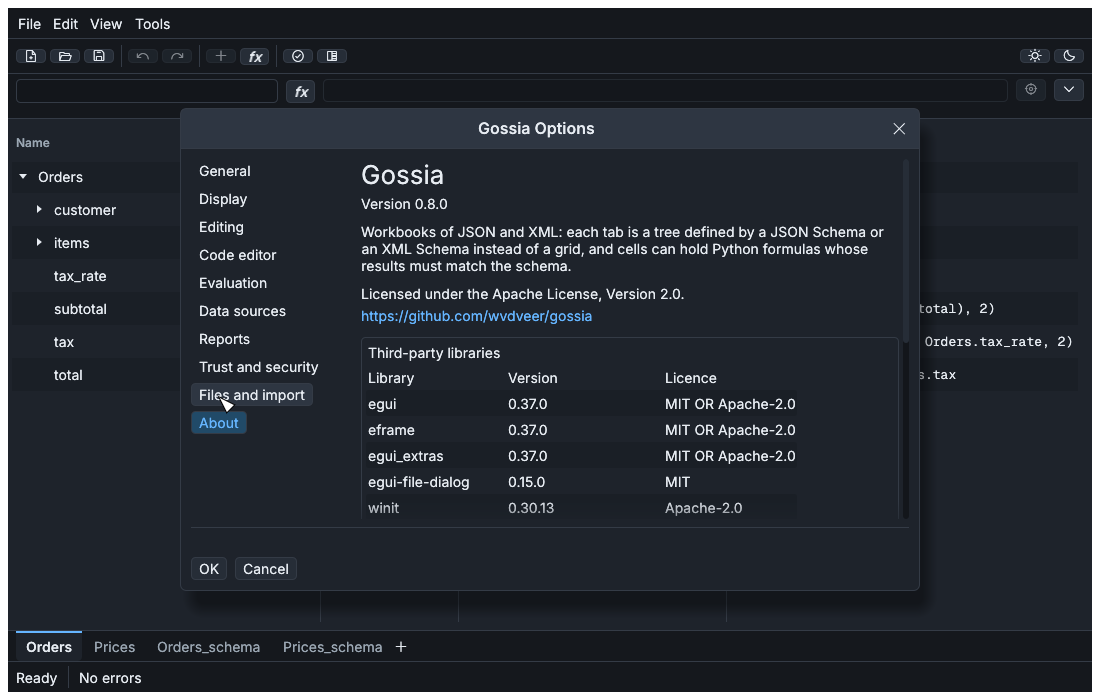 File Edit View Tools
fx
fx
Gossia Options
Name
Orders
customer
items
tax_rate
subtotal
tax
total
General
Display
Editing
Code editor
Evaluation
Data sources
Reports
Trust and security
Files and import
About
Gossia
Version 0.8.0
Workbooks of JSON and XML: each tab is a tree defined by a JSON Schema or
an XML Schema instead of a grid, and cells can hold Python formulas whose
results must match the schema.
Licensed under the Apache License, Version 2.0.
https://github.com/wvdveer/gossia
Third-party libraries
Library Version Licence
egui 0.37.0 MIT OR Apache-2.0
eframe 0.37.0 MIT OR Apache-2.0
egui_extras 0.37.0 MIT OR Apache-2.0
egui-file-dialog 0.15.0 MIT
winit 0.30.13 Apache-2.0
total), 2)
Orders.tax_rate, 2)
s.tax
OK Cancel
Orders Prices Orders_schema Prices_schema +
Ready No errors